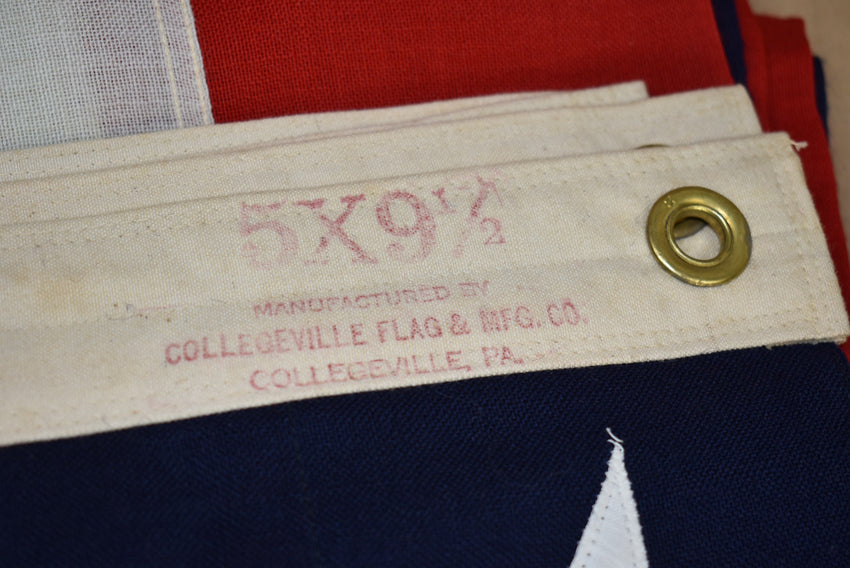 5X9½
MANUFACTURED BY
COLLEGEVILLE FLAG & MFG. CO.
COLLEGEVILLE, PA.